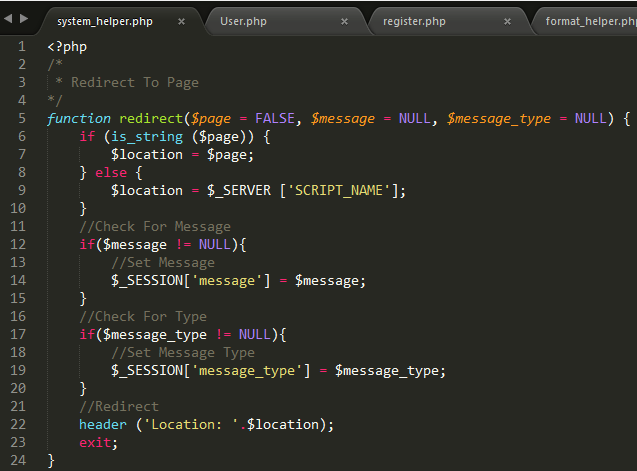 system_helper.php × User.php × register.php × format_helper.php
1 <?php
2 /*
3  * Redirect To Page
4 */
5 function redirect($page = FALSE, $message = NULL, $message_type = NULL) {
6     if (is_string ($page)) {
7         $location = $page;
8     } else {
9         $location = $_SERVER ['SCRIPT_NAME'];
10     }
11     //Check For Message
12     if($message != NULL){
13         //Set Message
14         $_SESSION['message'] = $message;
15     }
16     //Check For Type
17     if($message_type != NULL){
18         //Set Message Type
19         $_SESSION['message_type'] = $message_type;
20     }
21     //Redirect
22     header ('Location: '.$location);
23     exit;
24 }